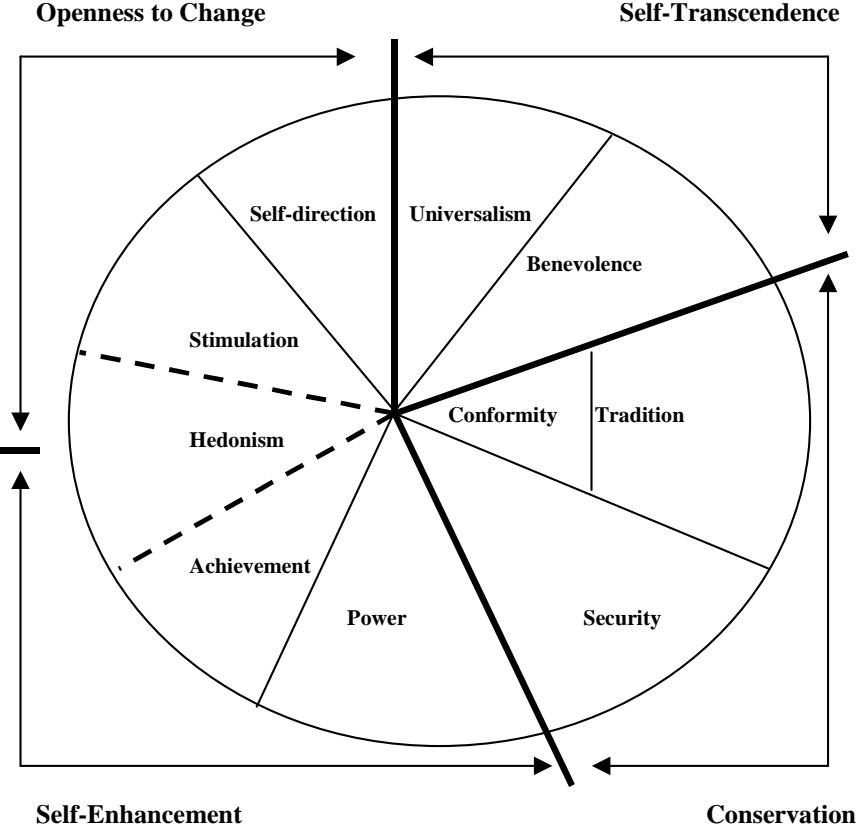 Openness to Change
Self-Transcendence
Self-direction
Universalism
Benevolence
Stimulation
Conformity
Tradition
Hedonism
Achievement
Power
Security
Self-Enhancement
Conservation